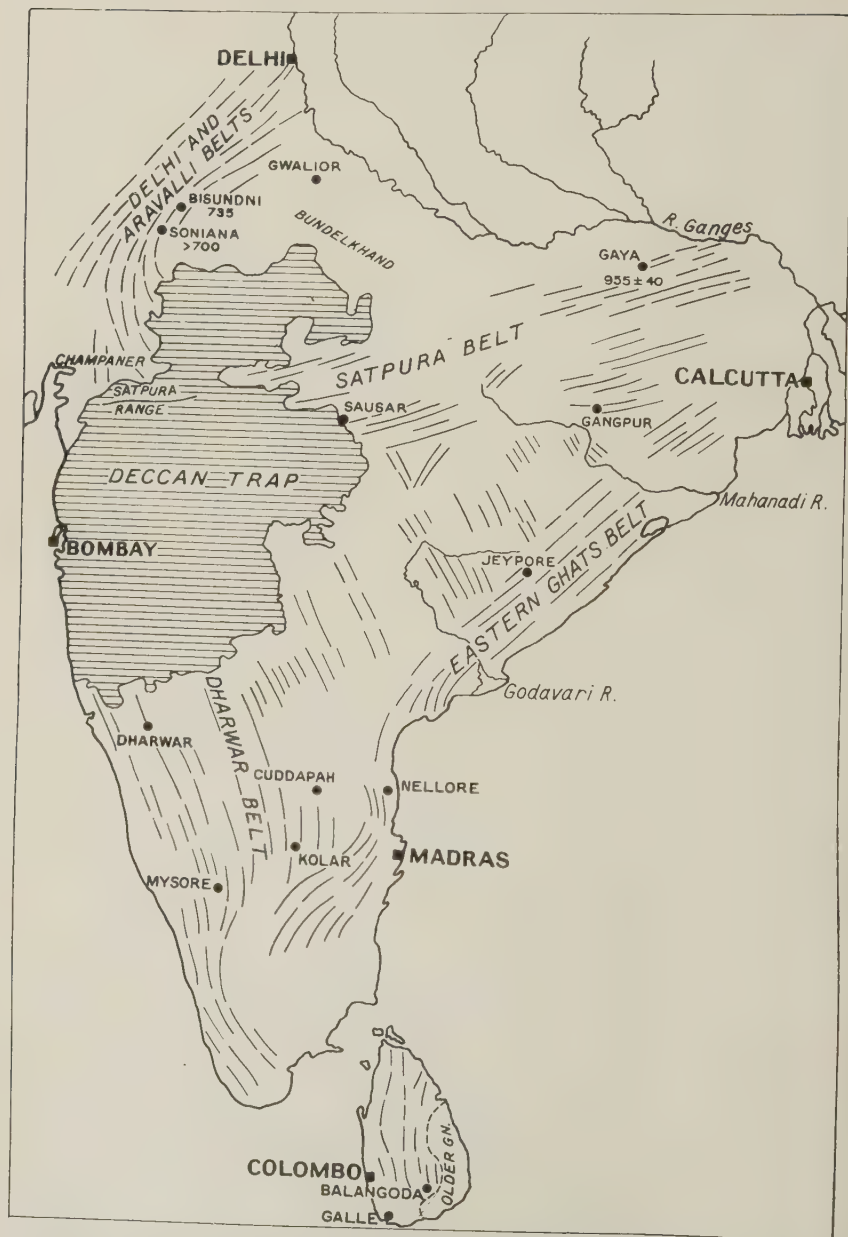 DELHI
DELHI AND
ARAVALLI BELTS
GWALIOR
BISUNDNI
735
SONIANA
>700
BUNDELKHAND
R. Ganges
GAYA
955 ± 40
CHAMPANER
SATPURA
RANGE
SATPURA BELT
SAUSAR
CALCUTTA
GANGPUR
DECCAN TRAP
Mahanadi R.
BOMBAY
JEYPORE
EASTERN GHATS BELT
Godavari R.
DHARWAR
DHARWAR BELT
CUDDAPAH
NELLORE
KOLAR
MADRAS
MYSORE
COLOMBO
BALANGODA
OLDER GN.
GALLE